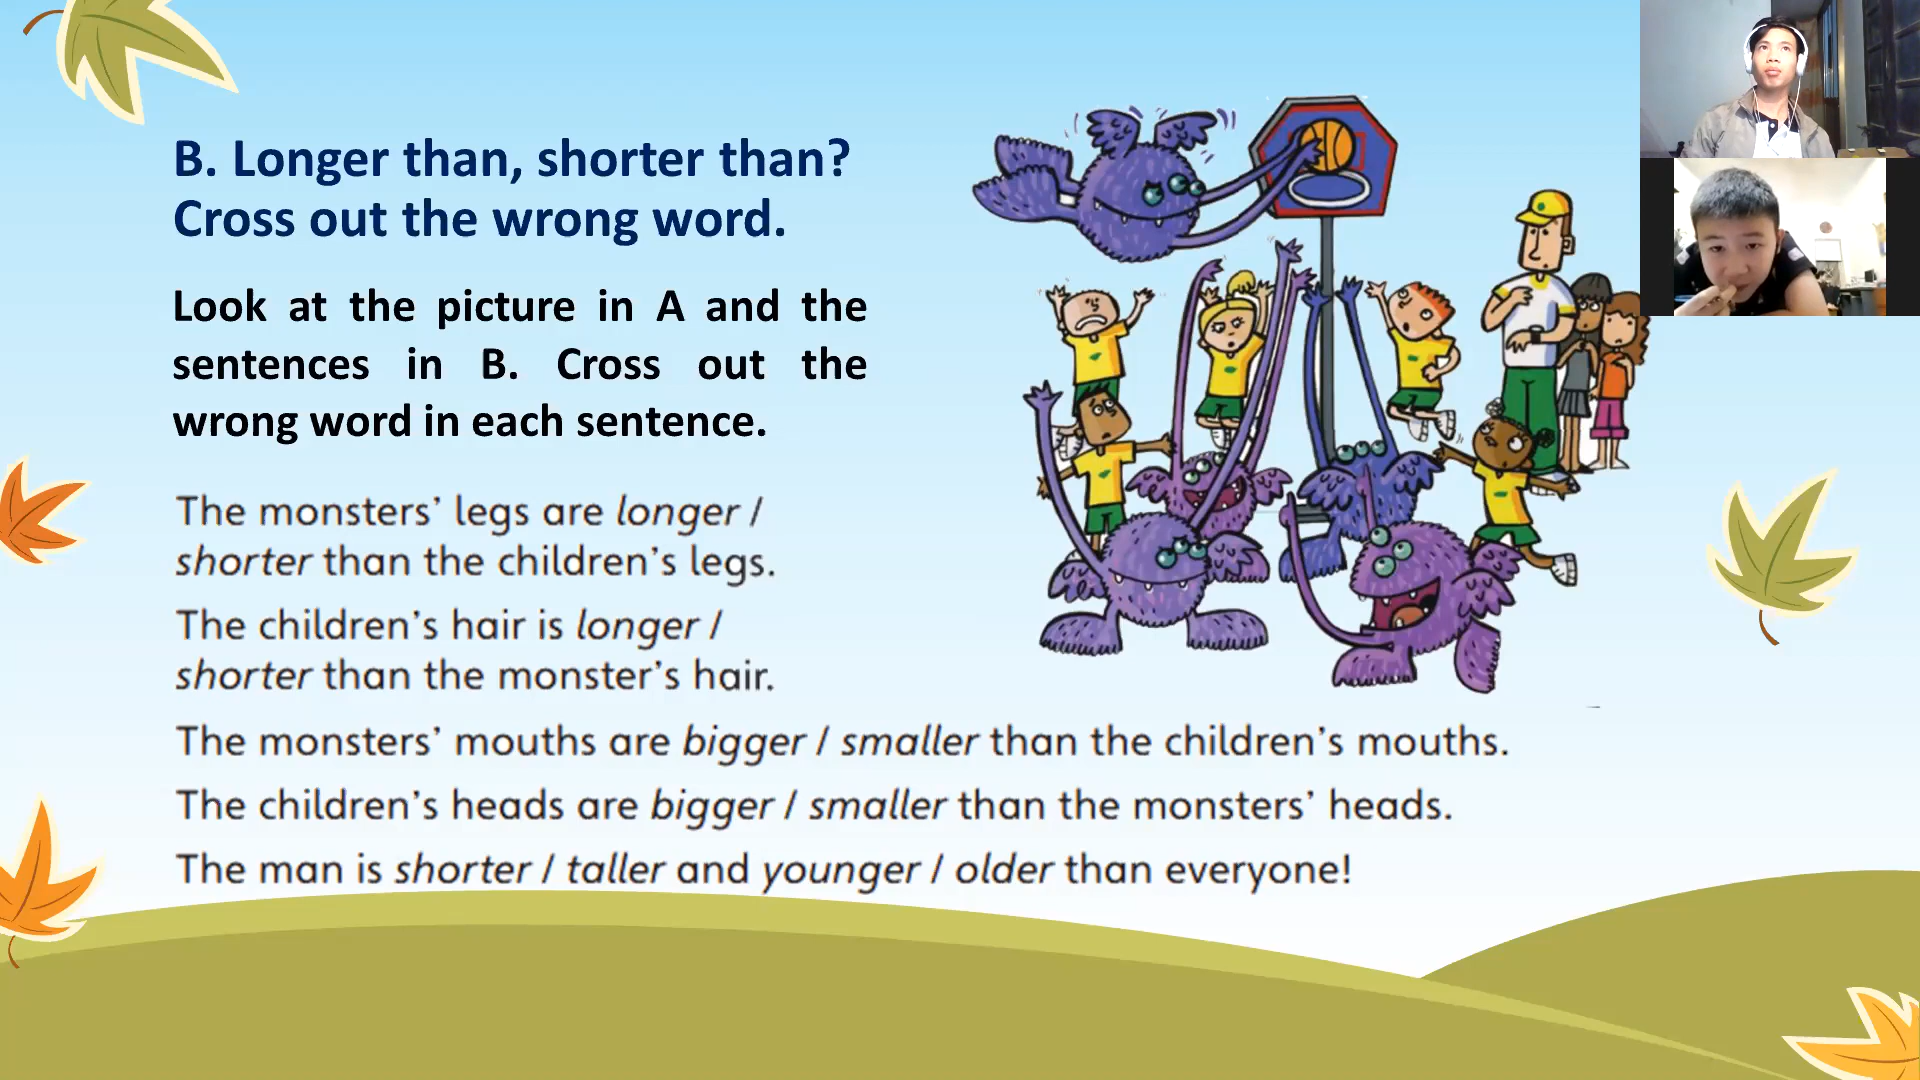 B. Longer than, shorter than?
Cross out the wrong word.
Look at the picture in A and the
sentences in B. Cross out the
wrong word in each sentence.
The monsters’ legs are longer /
shorter than the children’s legs.
The children’s hair is longer /
shorter than the monster’s hair.
The monsters’ mouths are bigger / smaller than the children’s mouths.
The children’s heads are bigger / smaller than the monsters’ heads.
The man is shorter / taller and younger / older than everyone!